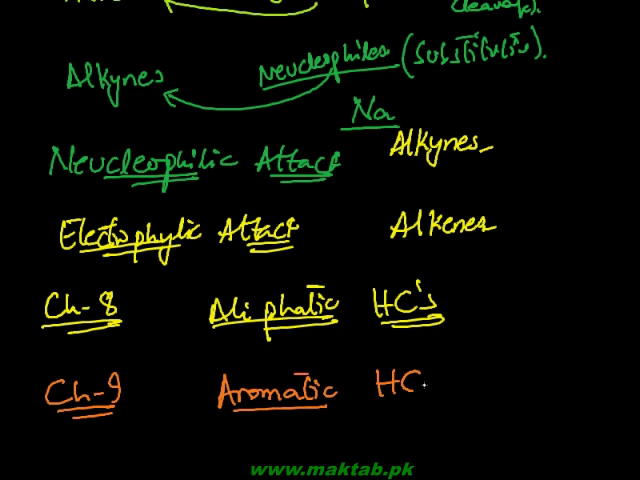 cleavage).
Alkynes Neucleophiles (Substitution).
Na
Neucleophilic Attack Alkynes
Electrophylic Attack Alkenes
Ch-8 Aliphatic HC's
Ch-9 Aromatic HC
www.maktab.pk